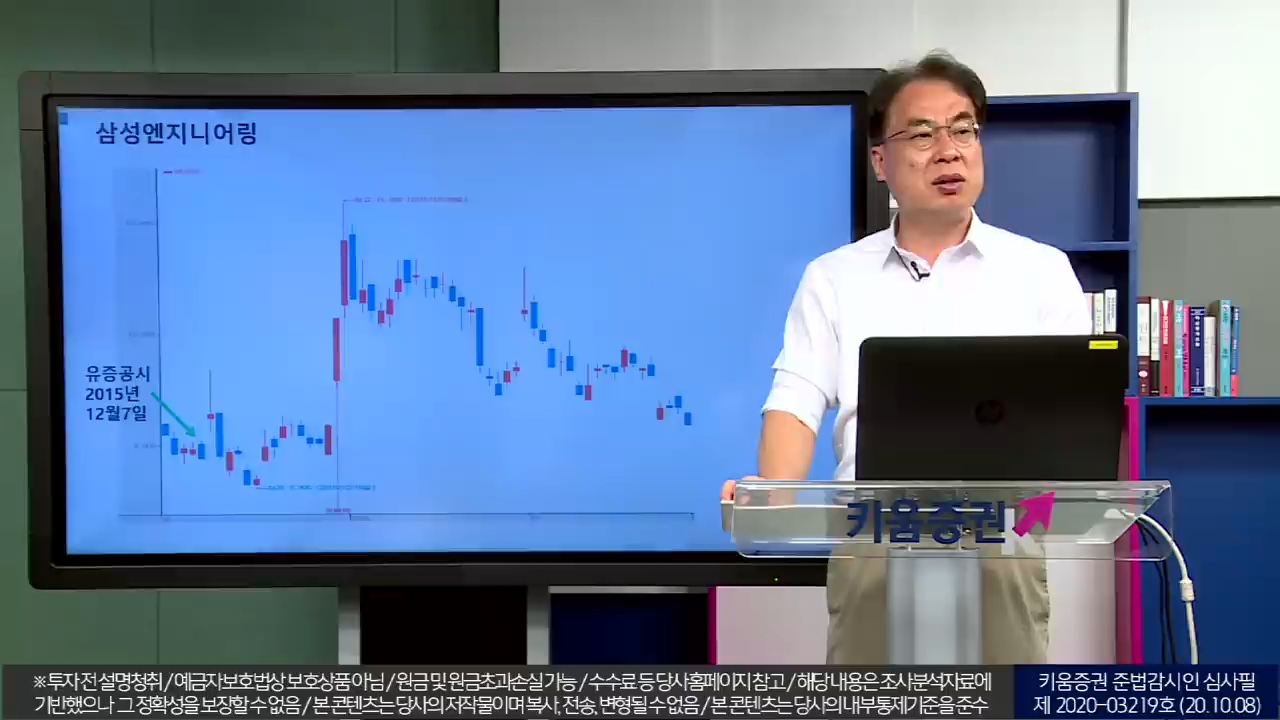 삼성엔지니어링
유증공시
2015년
12월7일
키움증권
※ 투자 전 설명청취 / 예금자보호법상 보호상품 아님 / 원금 및 원금초과손실 가능 / 수수료 등 당사홈페이지 참고 / 해당 내용은 조사분석자료에
기반했으나 그 정확성을 보장할 수 없음 / 본 콘텐츠는 당사의 저작물이며 복사, 전송, 변형될 수 없음 / 본 콘텐츠는 당사의 내부통제기준을 준수
키움증권 준법감시인 심사필
제 2020-03219호 (20.10.08)